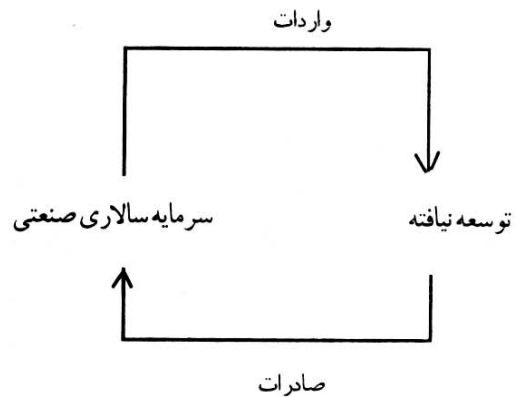 واردات
توسعه نیافته
سرمایه سالاری صنعتی
صادرات